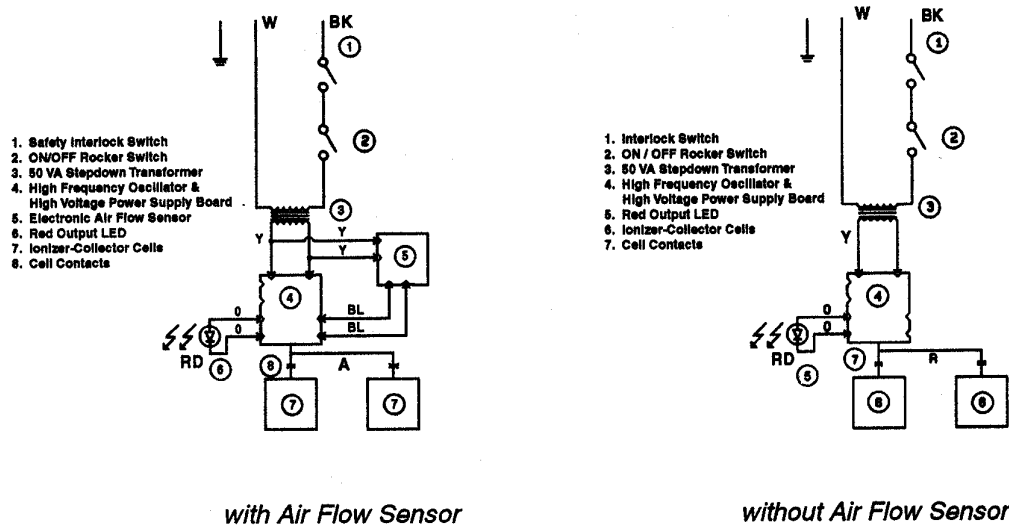 W BK
1
2
1. Safety Interlock Switch
2. ON/OFF Rocker Switch
3. 50 VA Stepdown Transformer
4. High Frequency Oscillator &
High Voltage Power Supply Board
5. Electronic Air Flow Sensor
6. Red Output LED
7. Ionizer-Collector Cells
8. Cell Contacts
3
Y Y
Y
5
4
0 BL
0 BL
RD
6
8 A
7 7
with Air Flow Sensor
W BK
1
2
1. Interlock Switch
2. ON / OFF Rocker Switch
3. 50 VA Stepdown Transformer
4. High Frequency Oscillator &
High Voltage Power Supply Board
5. Red Output LED
6. Ionizer-Collector Cells
7. Cell Contacts
3
Y
4
0
0
RD
5
7 R
6 6
without Air Flow Sensor